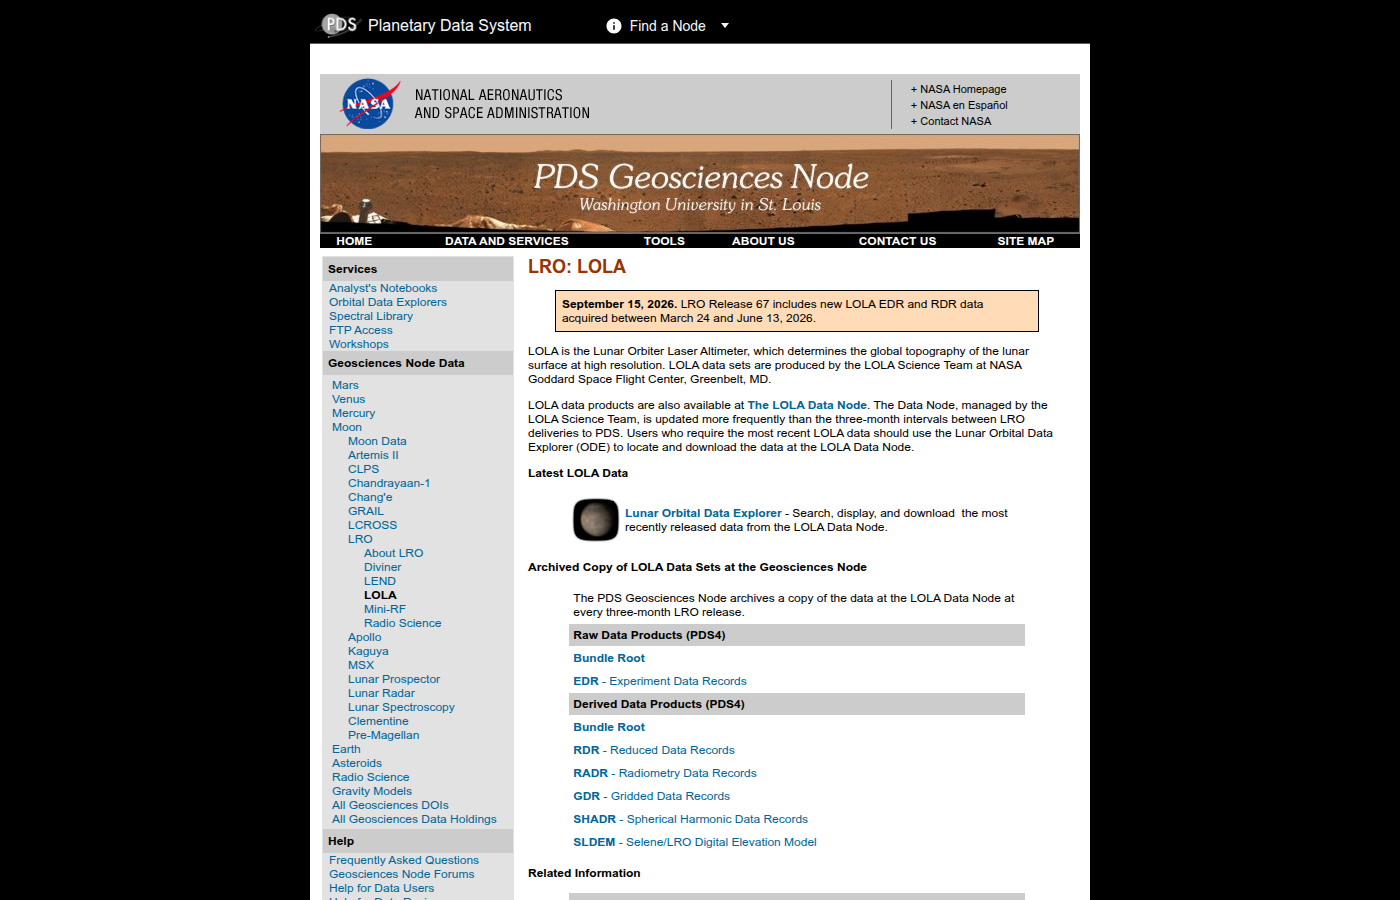 PDS Planetary Data System
Find a Node
NASA
NATIONAL AERONAUTICS
AND SPACE ADMINISTRATION
+ NASA Homepage
+ NASA en Español
+ Contact NASA
PDS Geosciences Node
Washington University in St. Louis
HOME DATA AND SERVICES TOOLS ABOUT US CONTACT US SITE MAP
Services
Analyst's Notebooks
Orbital Data Explorers
Spectral Library
FTP Access
Workshops
Geosciences Node Data
Mars
Venus
Mercury
Moon
Moon Data
Artemis II
CLPS
Chandrayaan-1
Chang'e
GRAIL
LCROSS
LRO
About LRO
Diviner
LEND
LOLA
Mini-RF
Radio Science
Apollo
Kaguya
MSX
Lunar Prospector
Lunar Radar
Lunar Spectroscopy
Clementine
Pre-Magellan
Earth
Asteroids
Radio Science
Gravity Models
All Geosciences DOIs
All Geosciences Data Holdings
Help
Frequently Asked Questions
Geosciences Node Forums
Help for Data Users
LRO: LOLA
September 15, 2026. LRO Release 67 includes new LOLA EDR and RDR data
acquired between March 24 and June 13, 2026.
LOLA is the Lunar Orbiter Laser Altimeter, which determines the global topography of the lunar
surface at high resolution. LOLA data sets are produced by the LOLA Science Team at NASA
Goddard Space Flight Center, Greenbelt, MD.
LOLA data products are also available at The LOLA Data Node. The Data Node, managed by the
LOLA Science Team, is updated more frequently than the three-month intervals between LRO
deliveries to PDS. Users who require the most recent LOLA data should use the Lunar Orbital Data
Explorer (ODE) to locate and download the data at the LOLA Data Node.
Latest LOLA Data
Lunar Orbital Data Explorer - Search, display, and download the most
recently released data from the LOLA Data Node.
Archived Copy of LOLA Data Sets at the Geosciences Node
The PDS Geosciences Node archives a copy of the data at the LOLA Data Node at
every three-month LRO release.
Raw Data Products (PDS4)
Bundle Root
EDR - Experiment Data Records
Derived Data Products (PDS4)
Bundle Root
RDR - Reduced Data Records
RADR - Radiometry Data Records
GDR - Gridded Data Records
SHADR - Spherical Harmonic Data Records
SLDEM - Selene/LRO Digital Elevation Model
Related Information